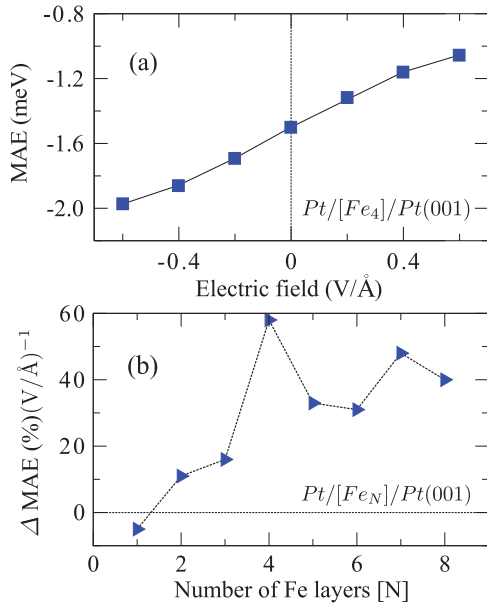 -0.8
-1.2
-1.6
-2.0
MAE (meV)
(a)
Pt/[Fe₄]/Pt(001)
-0.4 0 0.4
Electric field (V/Å)
60
40
20
0
Δ MAE (%)(V/Å)⁻¹
(b)
Pt/[Fe_N]/Pt(001)
0 2 4 6 8
Number of Fe layers [N]